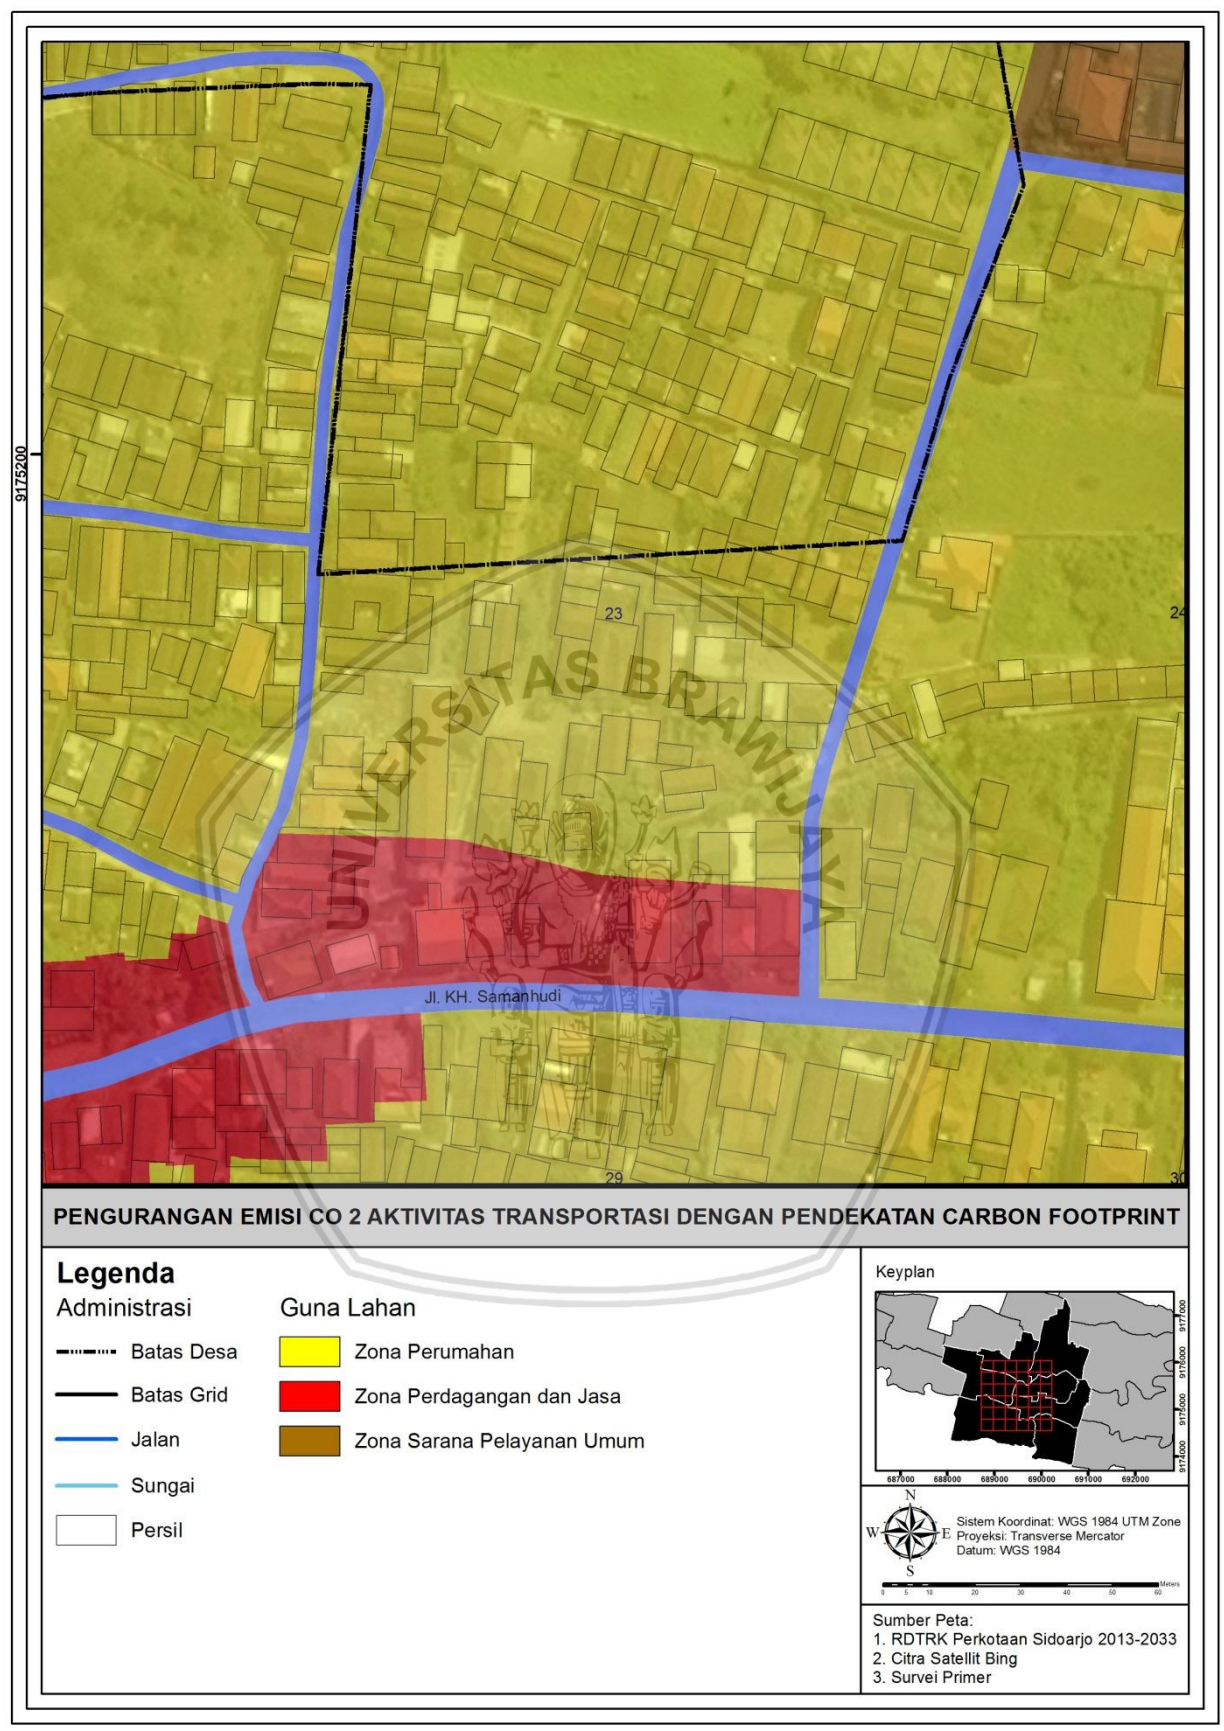 9175200
23
24
UNIVERSITAS BRAWIJAYA
Jl. KH. Samanhudi
29
30
PENGURANGAN EMISI CO 2 AKTIVITAS TRANSPORTASI DENGAN PENDEKATAN CARBON FOOTPRINT
Legenda
Administrasi
Batas Desa
Batas Grid
Jalan
Sungai
Persil
Guna Lahan
Zona Perumahan
Zona Perdagangan dan Jasa
Zona Sarana Pelayanan Umum
Keyplan
9177000
9176000
9175000
9174000
687000 688000 689000 690000 691000 692000
N
W E
S
Sistem Koordinat: WGS 1984 UTM Zone
Proyeksi: Transverse Mercator
Datum: WGS 1984
0 5 10 20 30 40 50 60 Meters
Sumber Peta:
1. RDTRK Perkotaan Sidoarjo 2013-2033
2. Citra Satellit Bing
3. Survei Primer